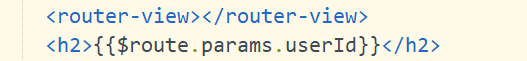 <router-view></router-view>
<h2>{{$route.params.userId}}</h2>